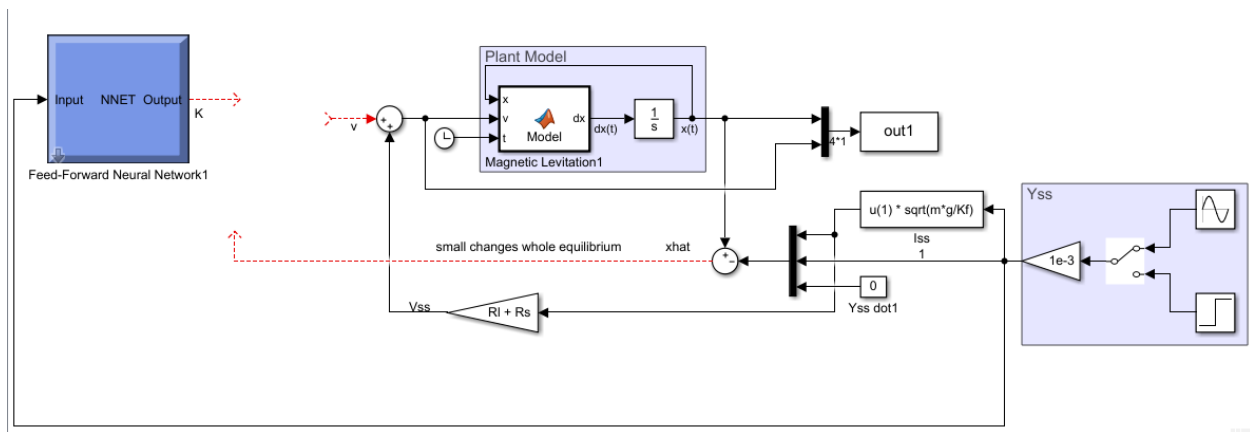 Input NNET Output
K
Feed-Forward Neural Network1
v
Plant Model
x
v
t
dx
Model
dx(t)
1
s
x(t)
Magnetic Levitation1
4*1
out1
small changes whole equilibrium
xhat
Vss
Rl + Rs
u(1) * sqrt(m*g/Kf)
Iss
1
0
Yss dot1
Yss
1e-3